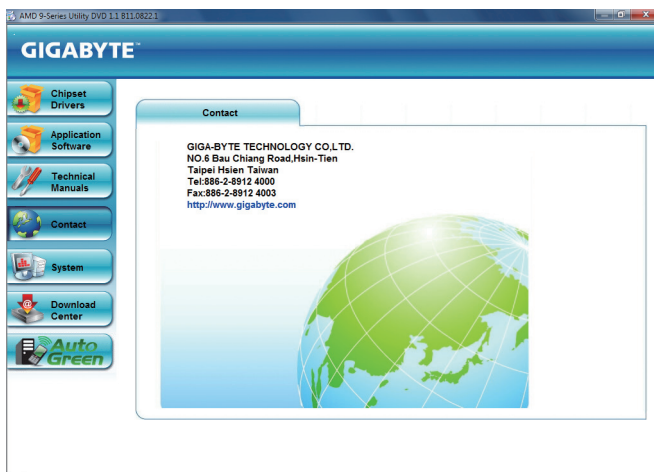 AMD 9-Series Utility DVD 1.1 B11.0822.1
GIGABYTE™
Chipset
Drivers
Application
Software
Technical
Manuals
Contact
System
Download
Center
Auto
Green
Contact
GIGA-BYTE TECHNOLOGY CO,LTD.
NO.6 Bau Chiang Road,Hsin-Tien
Taipei Hsien Taiwan
Tel:886-2-8912 4000
Fax:886-2-8912 4003
http://www.gigabyte.com